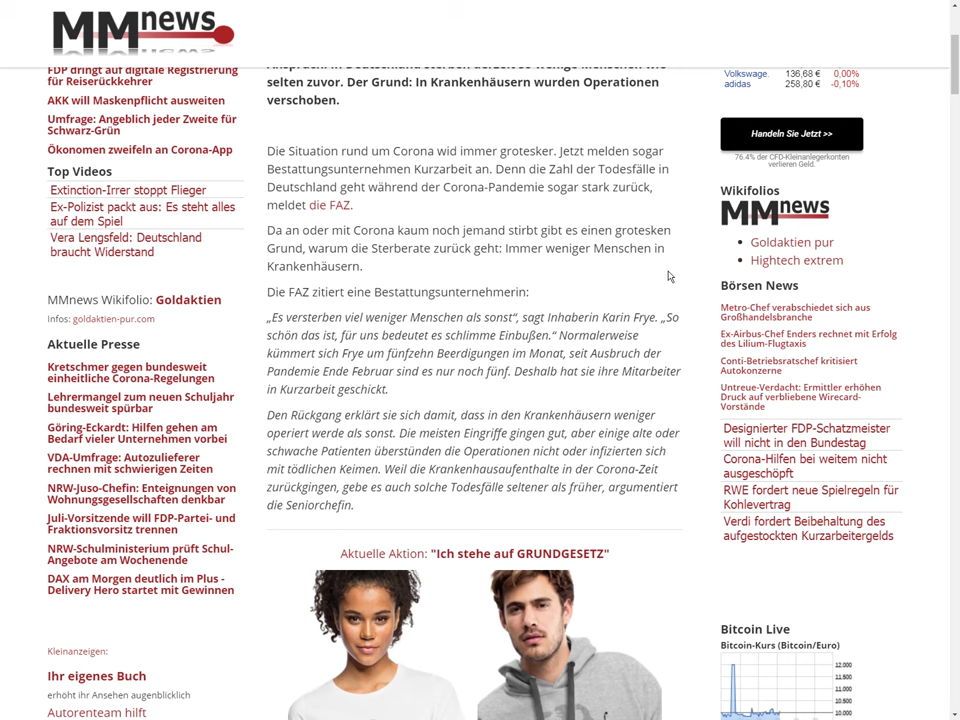 MMnews
FDP dringt auf digitale Registrierung
für Reiserückkehrer
AKK will Maskenpflicht ausweiten
Umfrage: Angeblich jeder Zweite für
Schwarz-Grün
Ökonomen zweifeln an Corona-App
Top Videos
Extinction-Irrer stoppt Flieger
Ex-Polizist packt aus: Es steht alles
auf dem Spiel
Vera Lengsfeld: Deutschland
braucht Widerstand
MMnews Wikifolio: Goldaktien
Infos: goldaktien-pur.com
Aktuelle Presse
Kretschmer gegen bundesweit
einheitliche Corona-Regelungen
Lehrermangel zum neuen Schuljahr
bundesweit spürbar
Göring-Eckardt: Hilfen gehen am
Bedarf vieler Unternehmen vorbei
VDA-Umfrage: Autozulieferer
rechnen mit schwierigen Zeiten
NRW-Juso-Chefin: Enteignungen von
Wohnungsgesellschaften denkbar
Juli-Vorsitzende will FDP-Partei- und
Fraktionsvorsitz trennen
NRW-Schulministerium prüft Schul-
Angebote am Wochenende
DAX am Morgen deutlich im Plus -
Delivery Hero startet mit Gewinnen
Kleinanzeigen:
Ihr eigenes Buch
erhöht ihr Ansehen augenblicklich
Autorenteam hilft
selten zuvor. Der Grund: In Krankenhäusern wurden Operationen
verschoben.
Die Situation rund um Corona wid immer grotesker. Jetzt melden sogar
Bestattungsunternehmen Kurzarbeit an. Denn die Zahl der Todesfälle in
Deutschland geht während der Corona-Pandemie sogar stark zurück,
meldet die FAZ.
Da an oder mit Corona kaum noch jemand stirbt gibt es einen grotesken
Grund, warum die Sterberate zurück geht: Immer weniger Menschen in
Krankenhäusern.
Die FAZ zitiert eine Bestattungsunternehmerin:
„Es versterben viel weniger Menschen als sonst“, sagt Inhaberin Karin Frye. „So
schön das ist, für uns bedeutet es schlimme Einbußen.“ Normalerweise
kümmert sich Frye um fünfzehn Beerdigungen im Monat, seit Ausbruch der
Pandemie Ende Februar sind es nur noch fünf. Deshalb hat sie ihre Mitarbeiter
in Kurzarbeit geschickt.
Den Rückgang erklärt sie sich damit, dass in den Krankenhäusern weniger
operiert werde als sonst. Die meisten Eingriffe gingen gut, aber einige alte oder
schwache Patienten überstünden die Operationen nicht oder infizierten sich
mit tödlichen Keimen. Weil die Krankenhausaufenthalte in der Corona-Zeit
zurückgingen, gebe es auch solche Todesfälle seltener als früher, argumentiert
die Seniorchefin.
Aktuelle Aktion: "Ich stehe auf GRUNDGESETZ"
Volkswage. 136,68 € 0,00%
adidas 258,80 € -0,10%
Handeln Sie Jetzt >>
76.4% der CFD-Kleinanlegerkonten
verlieren Geld.
Wikifolios
MMnews
• Goldaktien pur
• Hightech extrem
Börsen News
Metro-Chef verabschiedet sich aus
Großhandelsbranche
Ex-Airbus-Chef Enders rechnet mit Erfolg
des Lilium-Flugtaxis
Conti-Betriebsratschef kritisiert
Autokonzerne
Untreue-Verdacht: Ermittler erhöhen
Druck auf verbliebene Wirecard-
Vorstände
Designierter FDP-Schatzmeister
will nicht in den Bundestag
Corona-Hilfen bei weitem nicht
ausgeschöpft
RWE fordert neue Spielregeln für
Kohlevertrag
Verdi fordert Beibehaltung des
aufgestockten Kurzarbeitergelds
Bitcoin Live
Bitcoin-Kurs (Bitcoin/Euro)
12.000
11.500
11.000
10.500
10.000